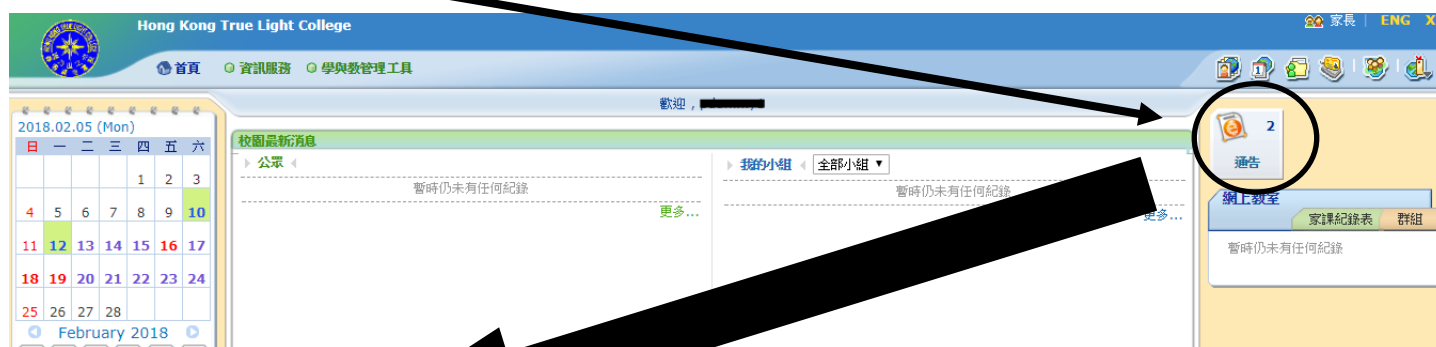 Hong Kong True Light College
家長 | ENG X
首頁 資訊服務 學與教管理工具
歡迎 ,
2018.02.05 (Mon)
日 一 二 三 四 五 六
1 2 3
4 5 6 7 8 9 10
11 12 13 14 15 16 17
18 19 20 21 22 23 24
25 26 27 28
February 2018
校園最新消息
公眾
暫時仍未有任何紀錄
更多...
我的小組 全部小組
暫時仍未有任何紀錄
更多...
2
通告
網上教室
家課紀錄表 群組
暫時仍未有任何紀錄